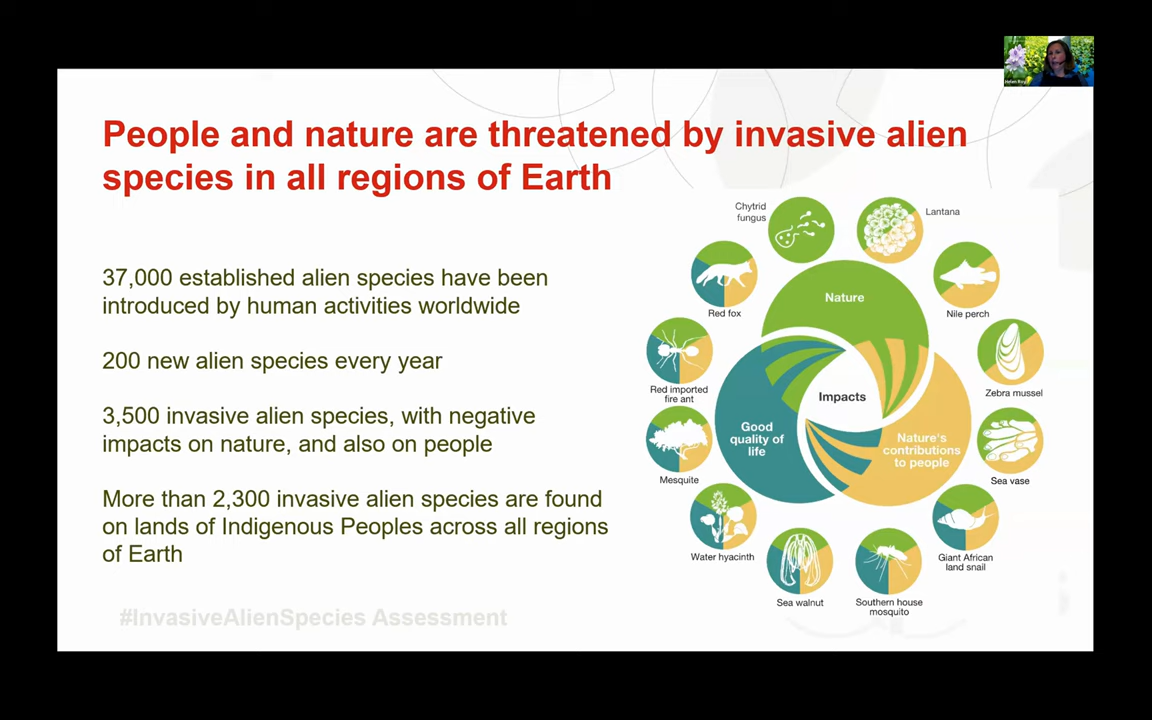 People and nature are threatened by invasive alien
species in all regions of Earth
37,000 established alien species have been
introduced by human activities worldwide
200 new alien species every year
3,500 invasive alien species, with negative
impacts on nature, and also on people
More than 2,300 invasive alien species are found
on lands of Indigenous Peoples across all regions
of Earth
#InvasiveAlienSpecies Assessment
Chytrid
fungus
Lantana
Red fox
Nile perch
Red imported
fire ant
Zebra mussel
Mesquite
Sea vase
Water hyacinth
Giant African
land snail
Sea walnut
Southern house
mosquito
Nature
Impacts
Good
quality of
life
Nature's
contributions
to people